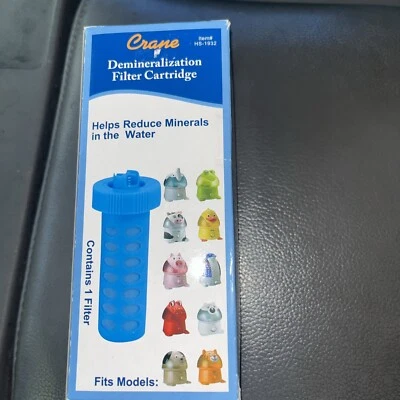 Crane
Item#
HS-1932
Demineralization
Filter Cartridge
Helps Reduce Minerals
in the Water
Contains 1 Filter
Fits Models: